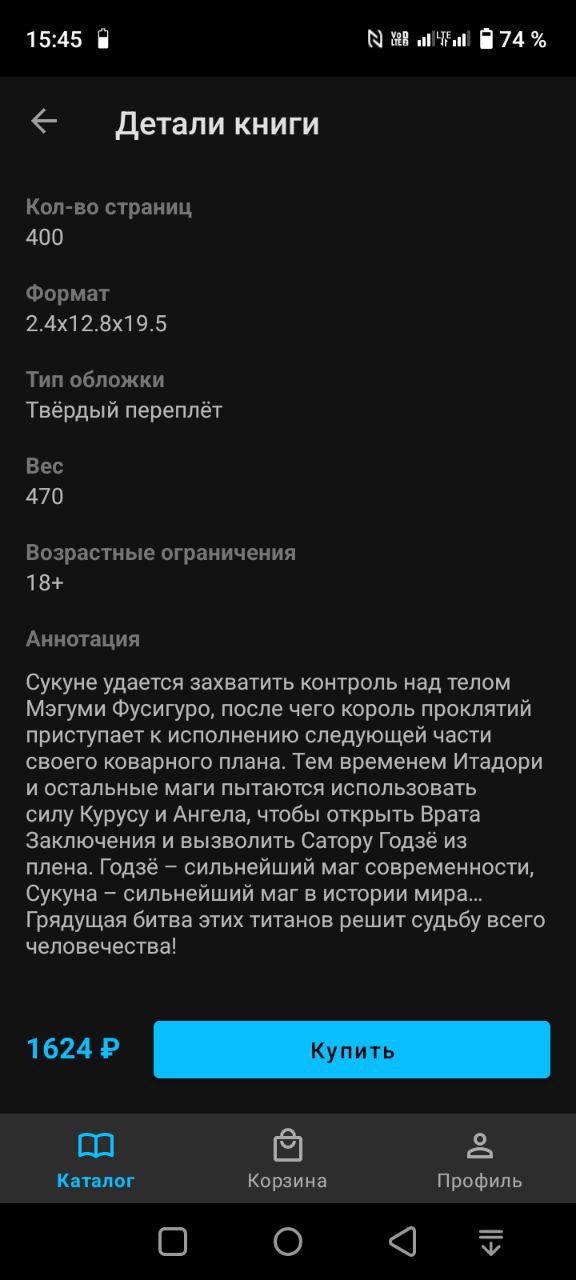 15:45 VoD LTE2 LTE 74 %
Детали книги
Кол-во страниц
400
Формат
2.4x12.8x19.5
Тип обложки
Твёрдый переплёт
Вес
470
Возрастные ограничения
18+
Аннотация
Сукуне удается захватить контроль над телом
Мэгуми Фусигуро, после чего король проклятий
приступает к исполнению следующей части
своего коварного плана. Тем временем Итадори
и остальные маги пытаются использовать
силу Курусу и Ангела, чтобы открыть Врата
Заключения и вызволить Сатору Годзё из
плена. Годзё – сильнейший маг современности,
Сукуна – сильнейший маг в истории мира…
Грядущая битва этих титанов решит судьбу всего
человечества!
1624 ₽ Купить
Каталог Корзина Профиль